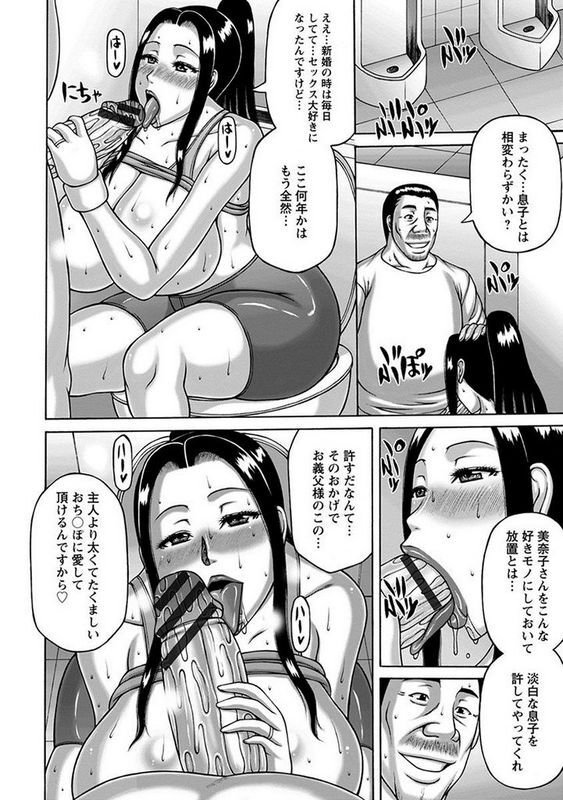 まったく…息子とは
相変わらずかい？
ぷぽッ
ええ…新婚の時は毎日
してて…セックス大好きに
なったんですけど…
ここ何年かは
もう全然…
はー♡
はー♡
にちゃ
美奈子さんをこんな
好きモノにしておいて
放置とは…
淡白な息子を
許してやってくれ
許すだなんて…
そのおかげで
お義父様のこの…
ハー♡
ハー♡
主人より太くてたくましい
おち〇ぽに愛して
頂けるんですから♡